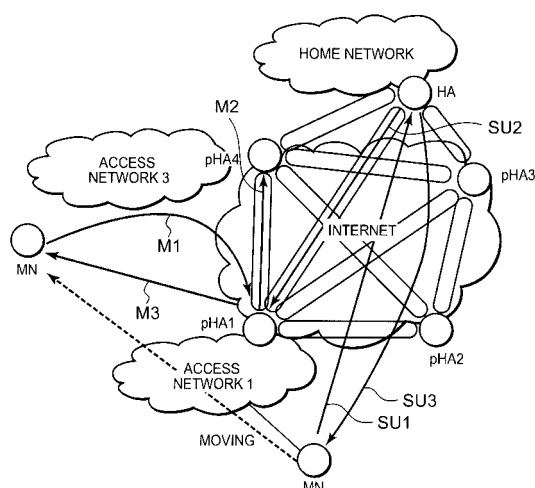 HOME NETWORK
HA
M2
SU2
pHA4
ACCESS
NETWORK 3
pHA3
INTERNET
M1
MN
M3
pHA1
pHA2
ACCESS
NETWORK 1
SU3
SU1
MOVING
MN